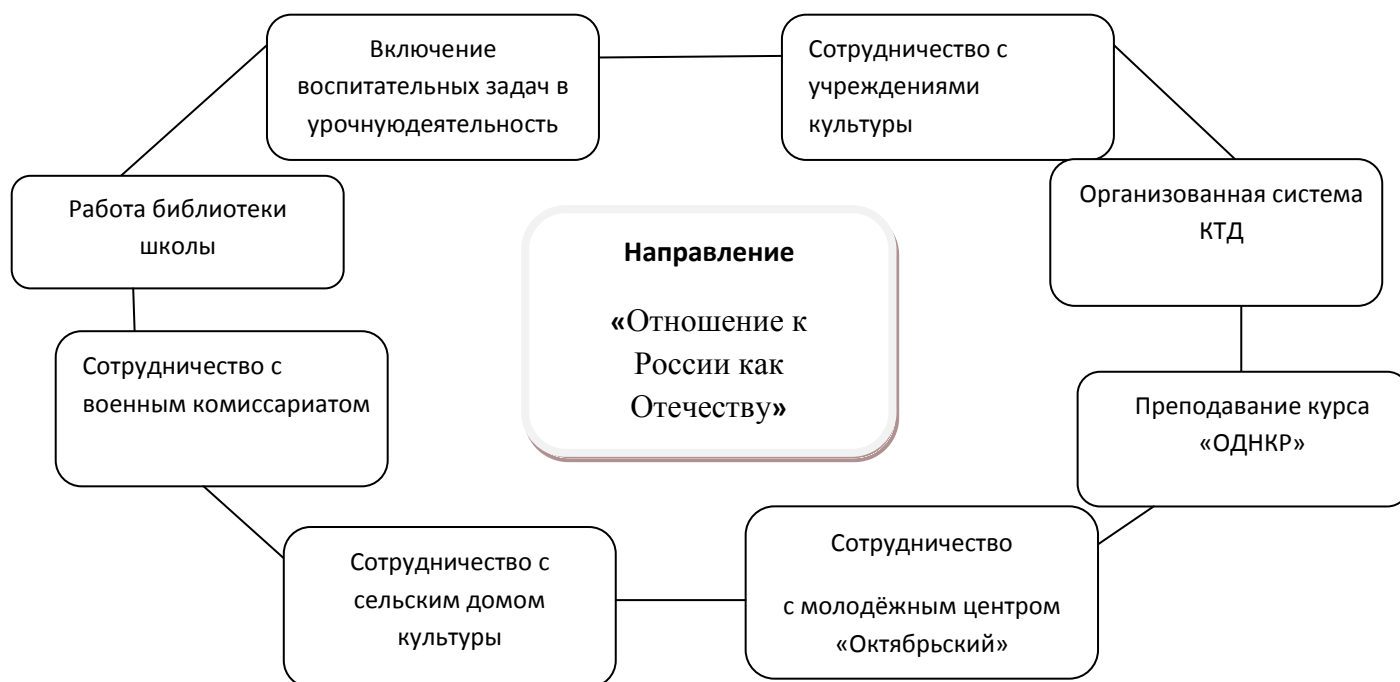 Включение
воспитательных задач в
урочнуюдеятельность
Сотрудничество с
учреждениями
культуры
Организованная система
КТД
Работа библиотеки
школы
Направление
«Отношение к
России как
Отечеству»
Сотрудничество с
военным комиссариатом
Преподавание курса
«ОДНКР»
Сотрудничество с
сельским домом
культуры
Сотрудничество
с молодёжным центром
«Октябрьский»